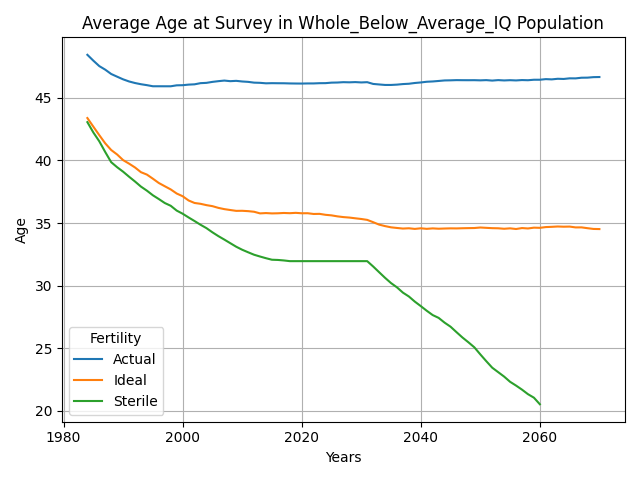 Average Age at Survey in Whole_Below_Average_IQ Population
45
40
35
30
25
20
Age
Fertility
Actual
Ideal
Sterile
1980
2000
2020
2040
2060
Years